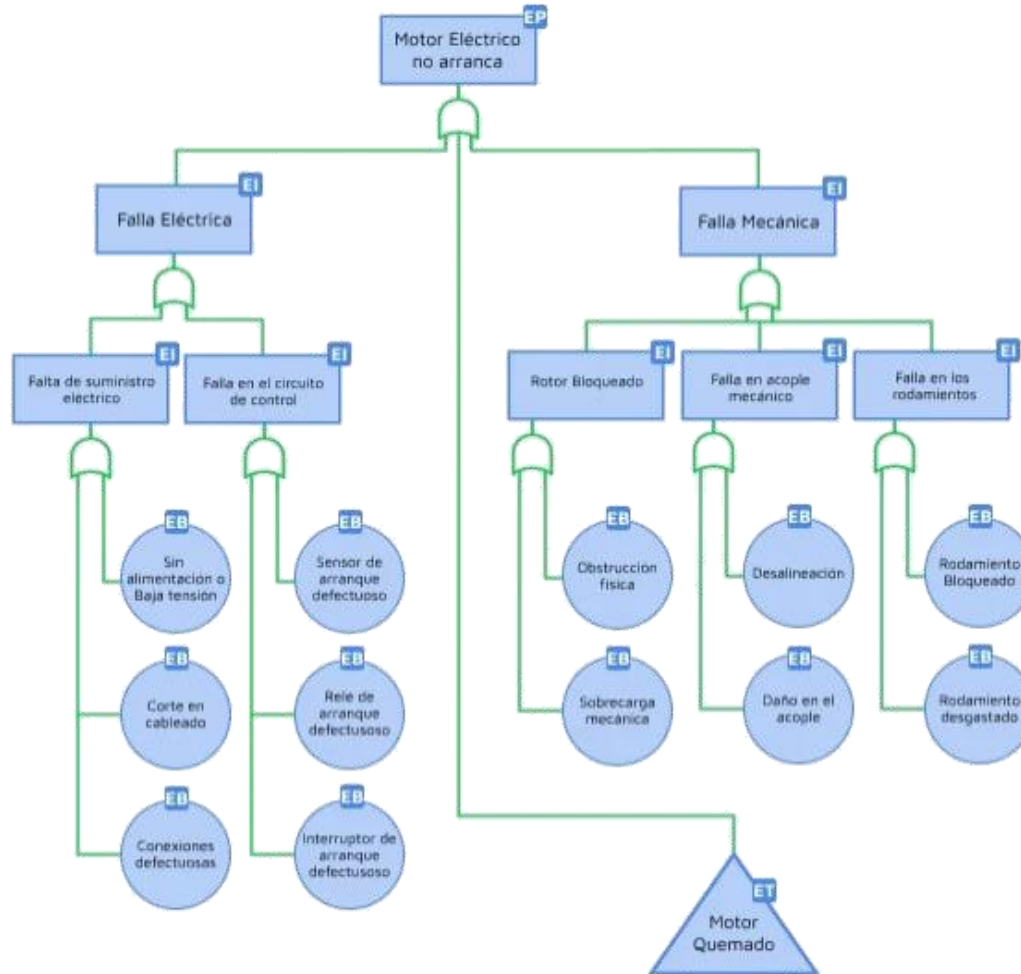 EP
Motor Eléctrico
no arranca
EI
Falla Eléctrica
EI
Falla Mecánica
EI
Falta de suministro
eléctrico
EI
Falla en el circuito
de control
EI
Rotor Bloqueado
EI
Falla en acople
mecánico
EI
Falla en los
rodamientos
EB
Sin
alimentación o
Baja tensión
EB
Sensor de
arranque
defectuoso
EB
Obstrucción
física
EB
Desalineación
EB
Rodamiento
Bloqueado
EB
Corte en
cableado
EB
Relé de
arranque
defectusoso
EB
Sobrecarga
mecánica
EB
Daño en el
acople
EB
Rodamiento
desgastado
EB
Conexiones
defectuosas
EB
Interruptor de
arranque
defectusoso
ET
Motor
Quemado